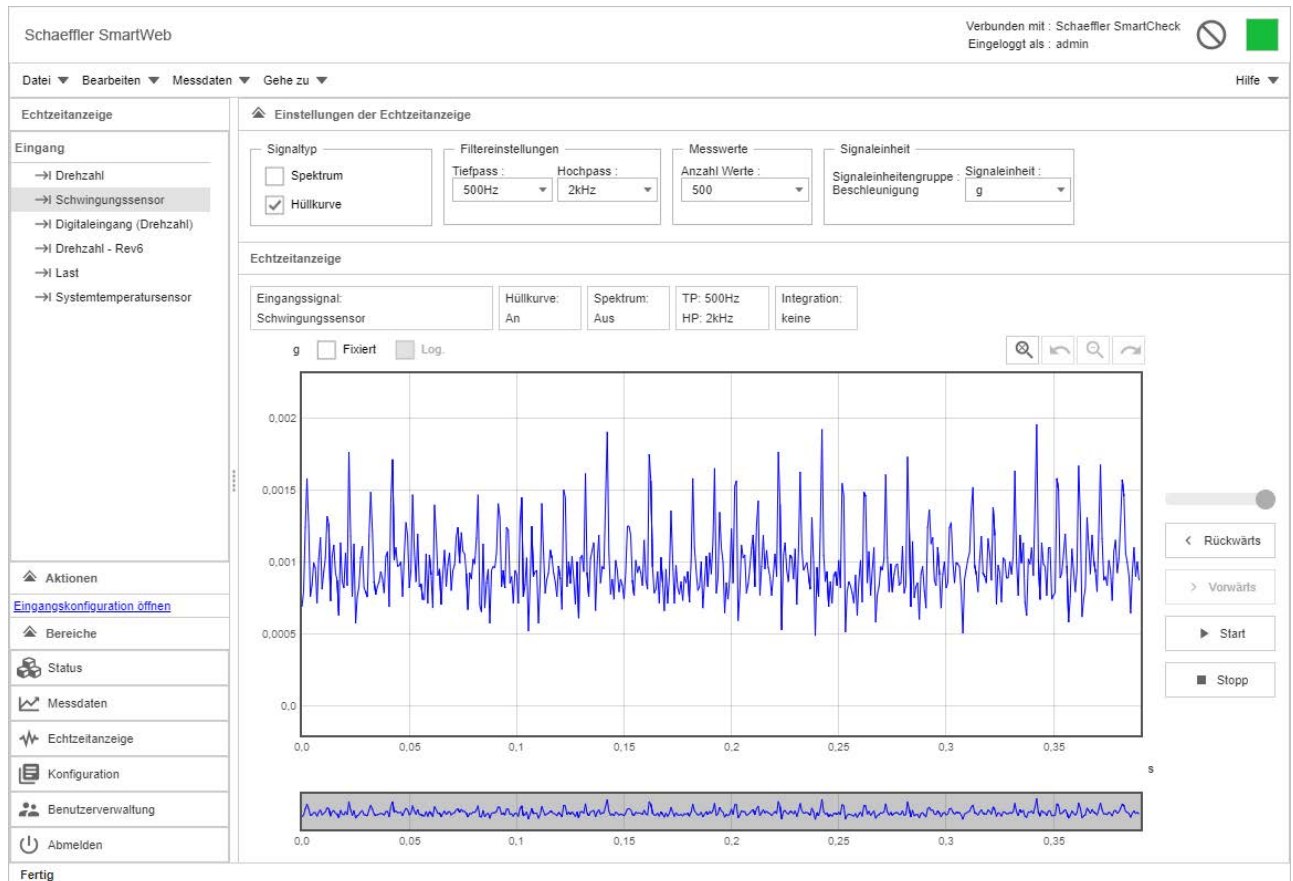 Schaeffler SmartWeb
Verbunden mit : Schaeffler SmartCheck
Eingeloggt als : admin
Datei Bearbeiten Messdaten Gehe zu Hilfe
Echtzeitanzeige
Eingang
Drehzahl
Schwingungssensor
Digitaleingang (Drehzahl)
Drehzahl - Rev6
Last
Systemtemperatursensor
Aktionen
Eingangskonfiguration öffnen
Bereiche
Status
Messdaten
Echtzeitanzeige
Konfiguration
Benutzerverwaltung
Abmelden
Einstellungen der Echtzeitanzeige
Signaltyp
Spektrum
Hüllkurve
Filtereinstellungen
Tiefpass : Hochpass :
500Hz 2kHz
Messwerte
Anzahl Werte :
500
Signaleinheit
Signaleinheitengruppe : Signaleinheit :
Beschleunigung g
Echtzeitanzeige
Eingangssignal: Hüllkurve: Spektrum: TP: 500Hz Integration:
Schwingungssensor An Aus HP: 2kHz keine
g Fixiert Log.
0,002
0,0015
0,001
0,0005
0,0
0,0 0,05 0,1 0,15 0,2 0,25 0,3 0,35
s
0,0 0,05 0,1 0,15 0,2 0,25 0,3 0,35
Rückwärts
Vorwärts
Start
Stopp
Fertig